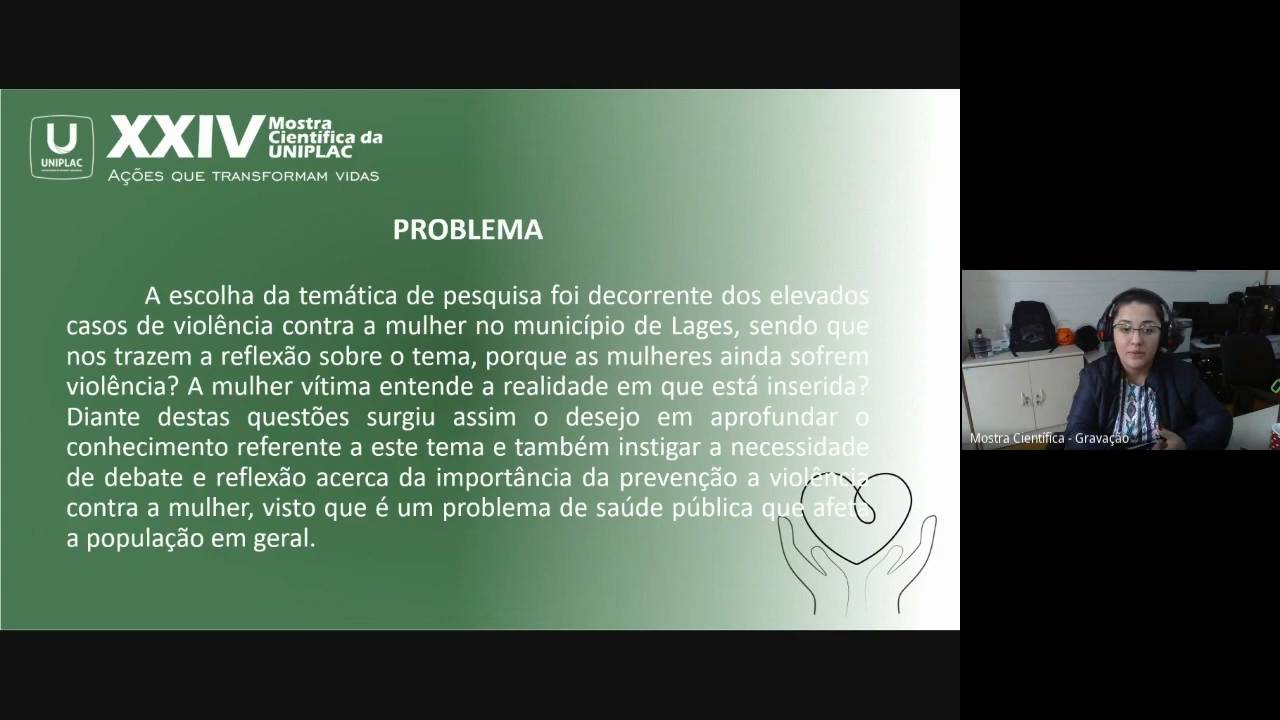 U
UNIPLAC
XXIV
Mostra
Científica da
UNIPLAC
AÇÕES QUE TRANSFORMAM VIDAS
PROBLEMA
A escolha da temática de pesquisa foi decorrente dos elevados
casos de violência contra a mulher no município de Lages, sendo que
nos trazem a reflexão sobre o tema, porque as mulheres ainda sofrem
violência? A mulher vítima entende a realidade em que está inserida?
Diante destas questões surgiu assim o desejo em aprofundar o
conhecimento referente a este tema e também instigar a necessidade
de debate e reflexão acerca da importância da prevenção a violência
contra a mulher, visto que é um problema de saúde pública que afeta
a população em geral.
Mostra Científica - Gravação